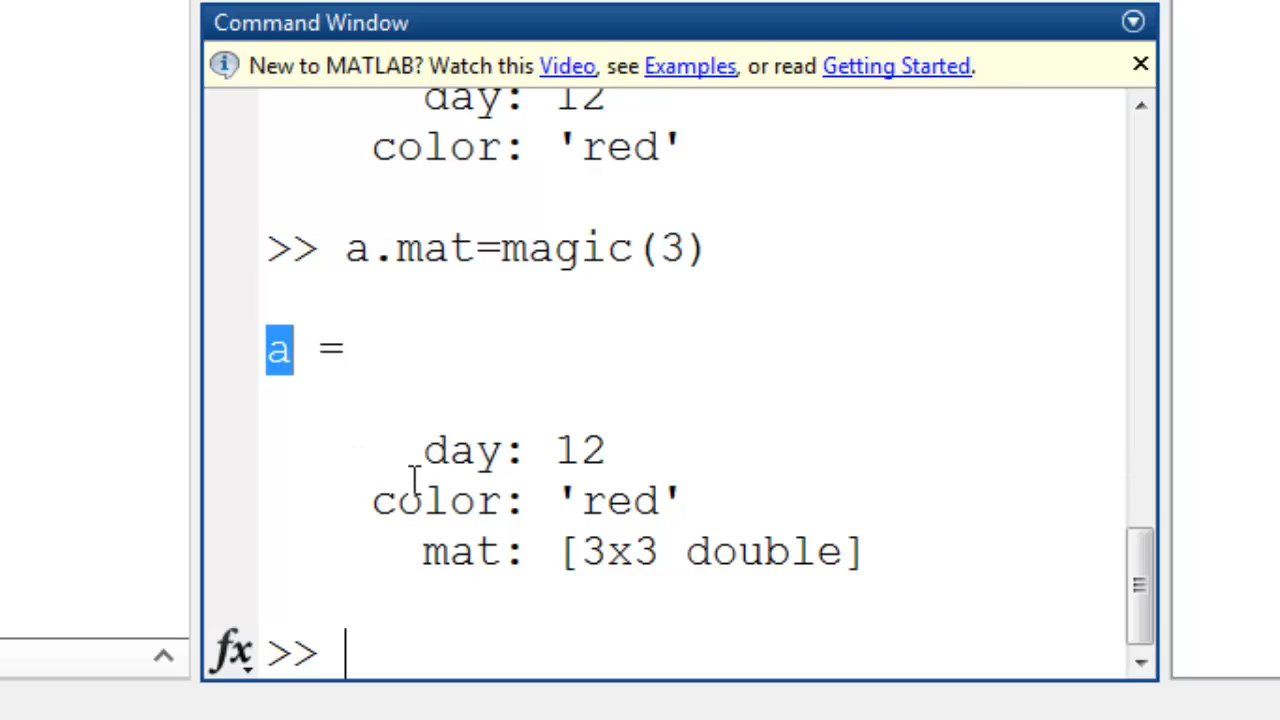 Command Window
New to MATLAB? Watch this Video, see Examples, or read Getting Started.
day: 12
color: 'red'
>> a.mat=magic(3)
a =
day: 12
color: 'red'
mat: [3x3 double]
fx >>